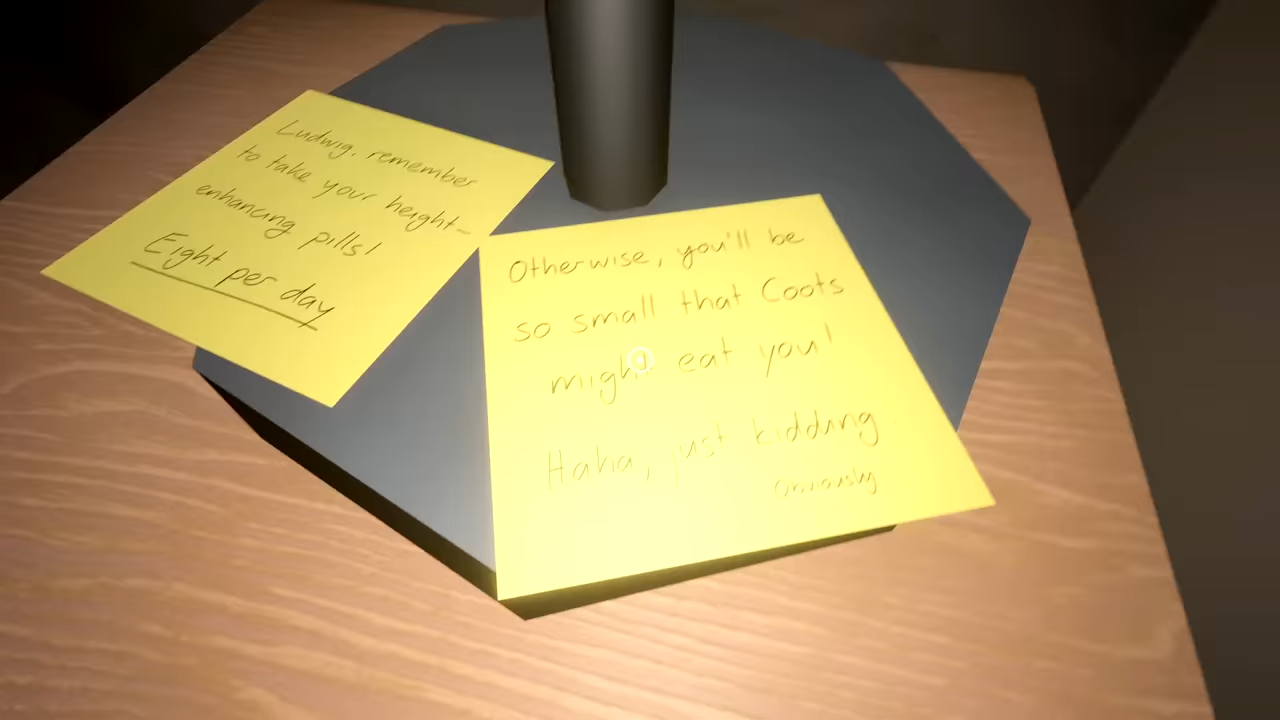 Ludwig, remember
to take your height-
enhancing pills!
Eight per day
Otherwise, you'll be
so small that Coots
might eat you!
Haha, just kidding
Obviously